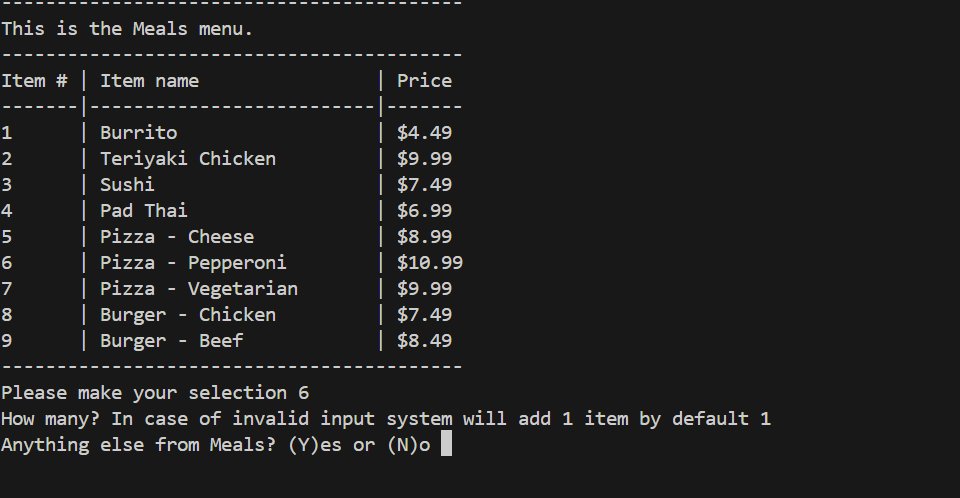 ------------------------------------------
This is the Meals menu.
------------------------------------------
Item # | Item name                | Price
-------|--------------------------|-------
1      | Burrito                  | $4.49
2      | Teriyaki Chicken         | $9.99
3      | Sushi                    | $7.49
4      | Pad Thai                 | $6.99
5      | Pizza - Cheese           | $8.99
6      | Pizza - Pepperoni        | $10.99
7      | Pizza - Vegetarian       | $9.99
8      | Burger - Chicken         | $7.49
9      | Burger - Beef            | $8.49
------------------------------------------
Please make your selection 6
How many? In case of invalid input system will add 1 item by default 1
Anything else from Meals? (Y)es or (N)o